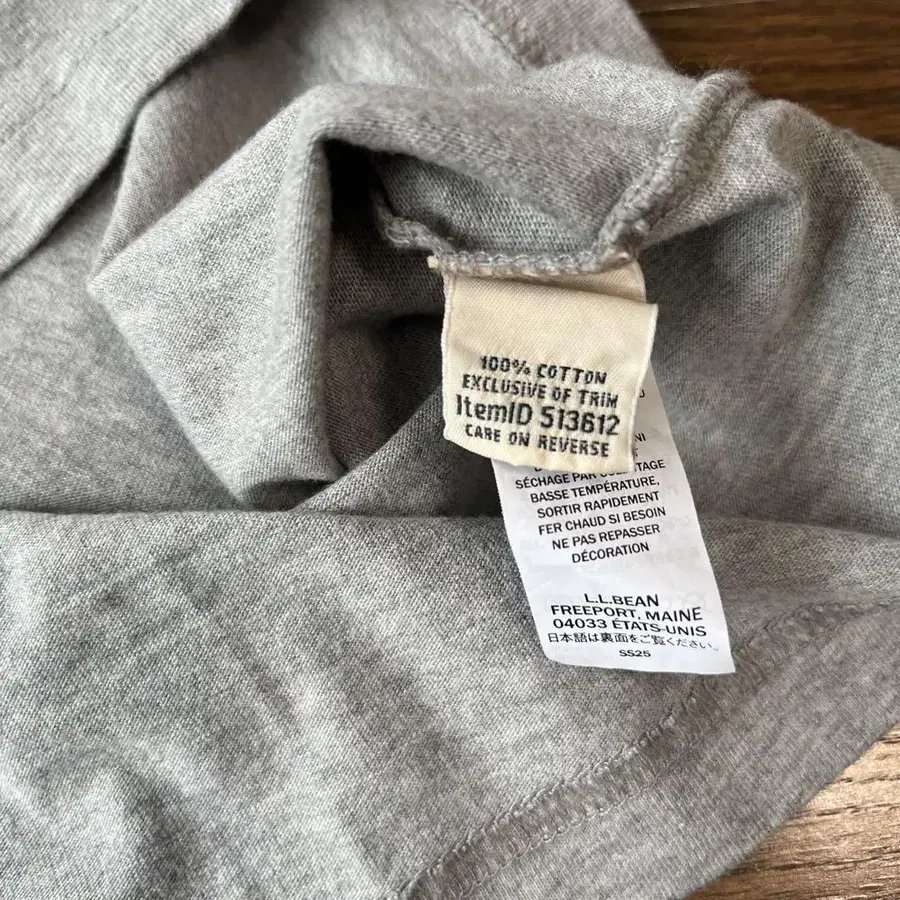 100% COTTON
EXCLUSIVE OF TRIM
ItemID 513612
CARE ON REVERSE
SÉCHAGE PAR
BASSE TEMPÉRATURE,
SORTIR RAPIDEMENT
FER CHAUD SI BESOIN
NE PAS REPASSER
DÉCORATION
L.L.BEAN
FREEPORT, MAINE
04033 ÉTATS-UNIS
日本語は裏面をご覧ください。
SS25